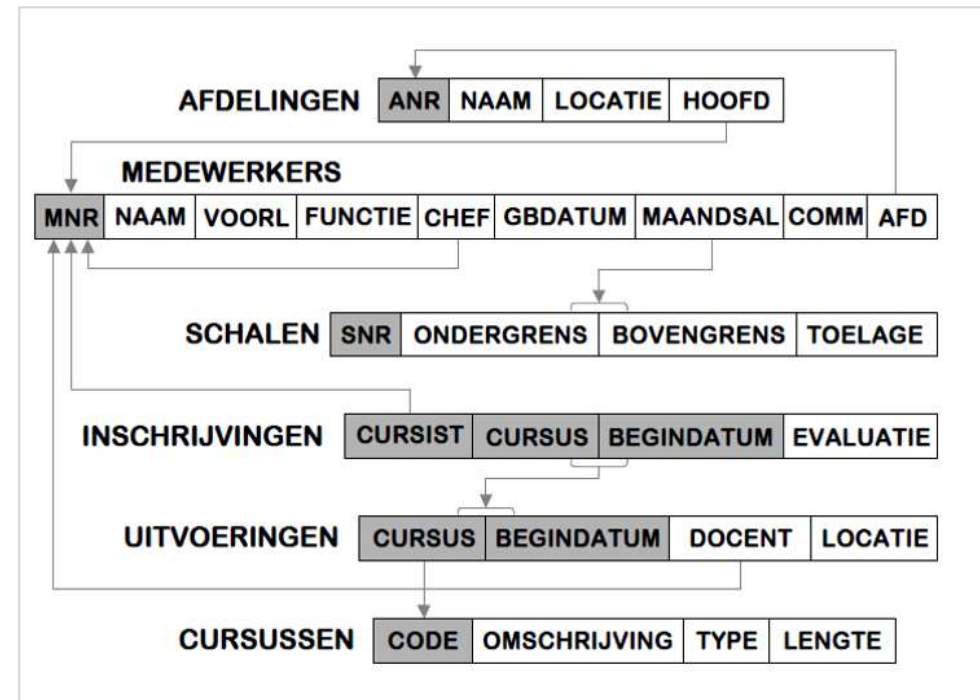 AFDELINGEN ANR NAAM LOCATIE HOOFD
MEDEWERKERS
MNR NAAM VOORL FUNCTIE CHEF GBDATUM MAANDSAL COMM AFD
SCHALEN SNR ONDERGRENS BOVENGRENS TOELAGE
INSCHRIJVINGEN CURSIST CURSUS BEGINDATUM EVALUATIE
UITVOERINGEN CURSUS BEGINDATUM DOCENT LOCATIE
CURSUSSEN CODE OMSCHRIJVING TYPE LENGTE